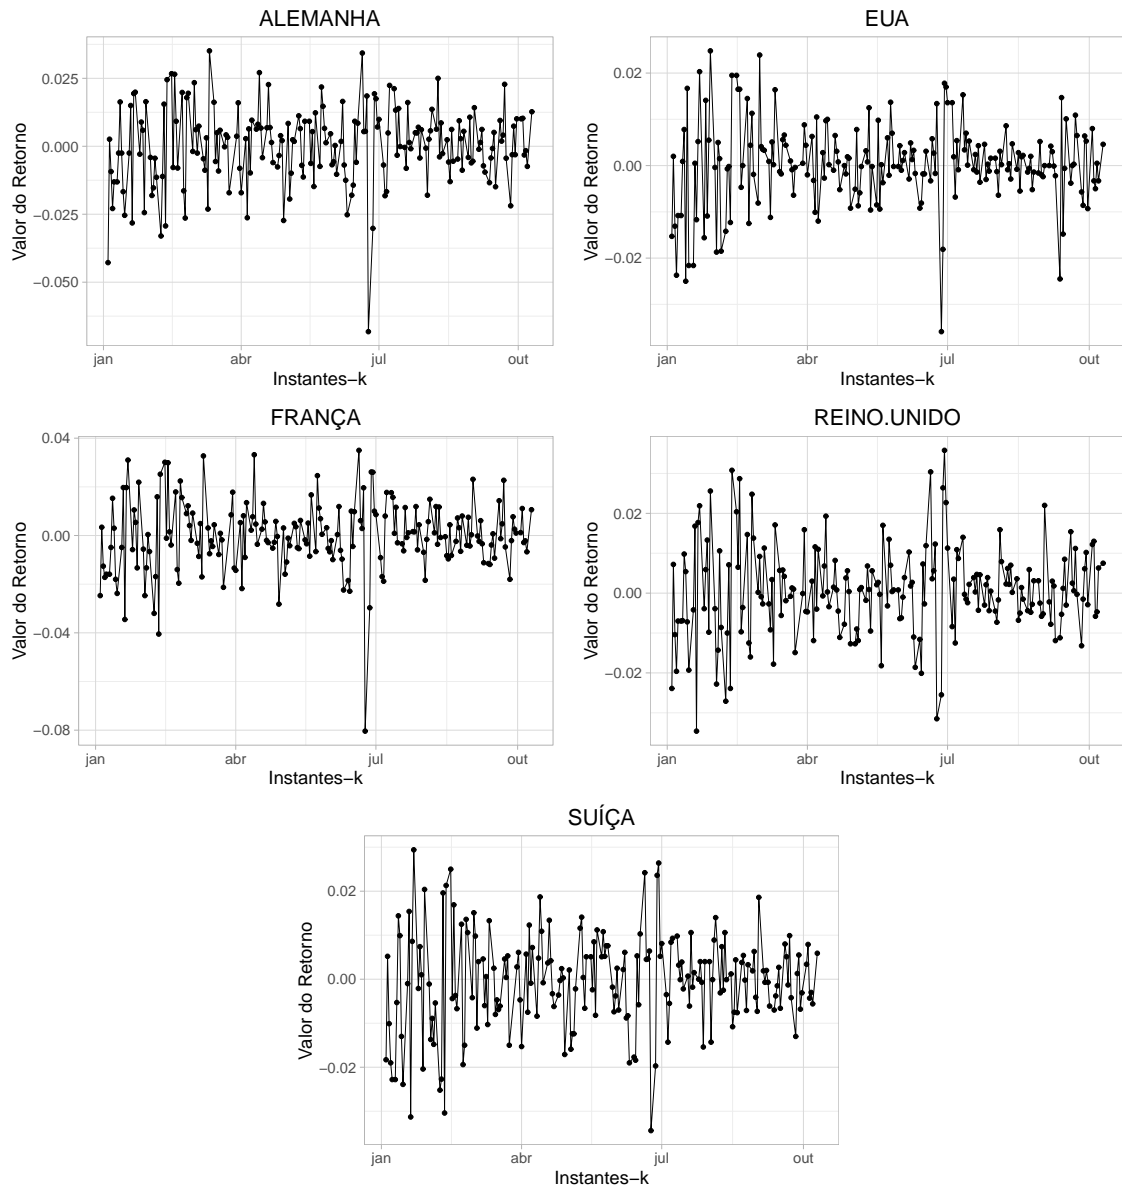 ALEMANHA
Valor do Retorno
0.025
0.000
−0.025
−0.050
jan
abr
jul
out
Instantes−k
EUA
Valor do Retorno
0.02
0.00
−0.02
jan
abr
jul
out
Instantes−k
FRANÇA
Valor do Retorno
0.04
0.00
−0.04
−0.08
jan
abr
jul
out
Instantes−k
REINO.UNIDO
Valor do Retorno
0.02
0.00
−0.02
jan
abr
jul
out
Instantes−k
SUÍÇA
Valor do Retorno
0.02
0.00
−0.02
jan
abr
jul
out
Instantes−k